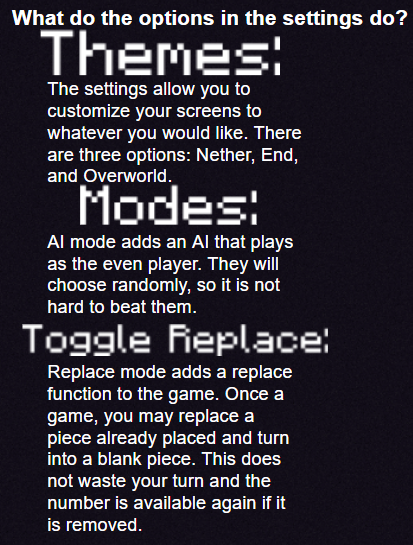 What do the options in the settings do?
Themes:
The settings allow you to
customize your screens to
whatever you would like. There
are three options: Nether, End,
and Overworld.
Modes:
AI mode adds an AI that plays
as the even player. They will
choose randomly, so it is not
hard to beat them.
Toggle Replace:
Replace mode adds a replace
function to the game. Once a
game, you may replace a
piece already placed and turn
into a blank piece. This does
not waste your turn and the
number is available again if it
is removed.